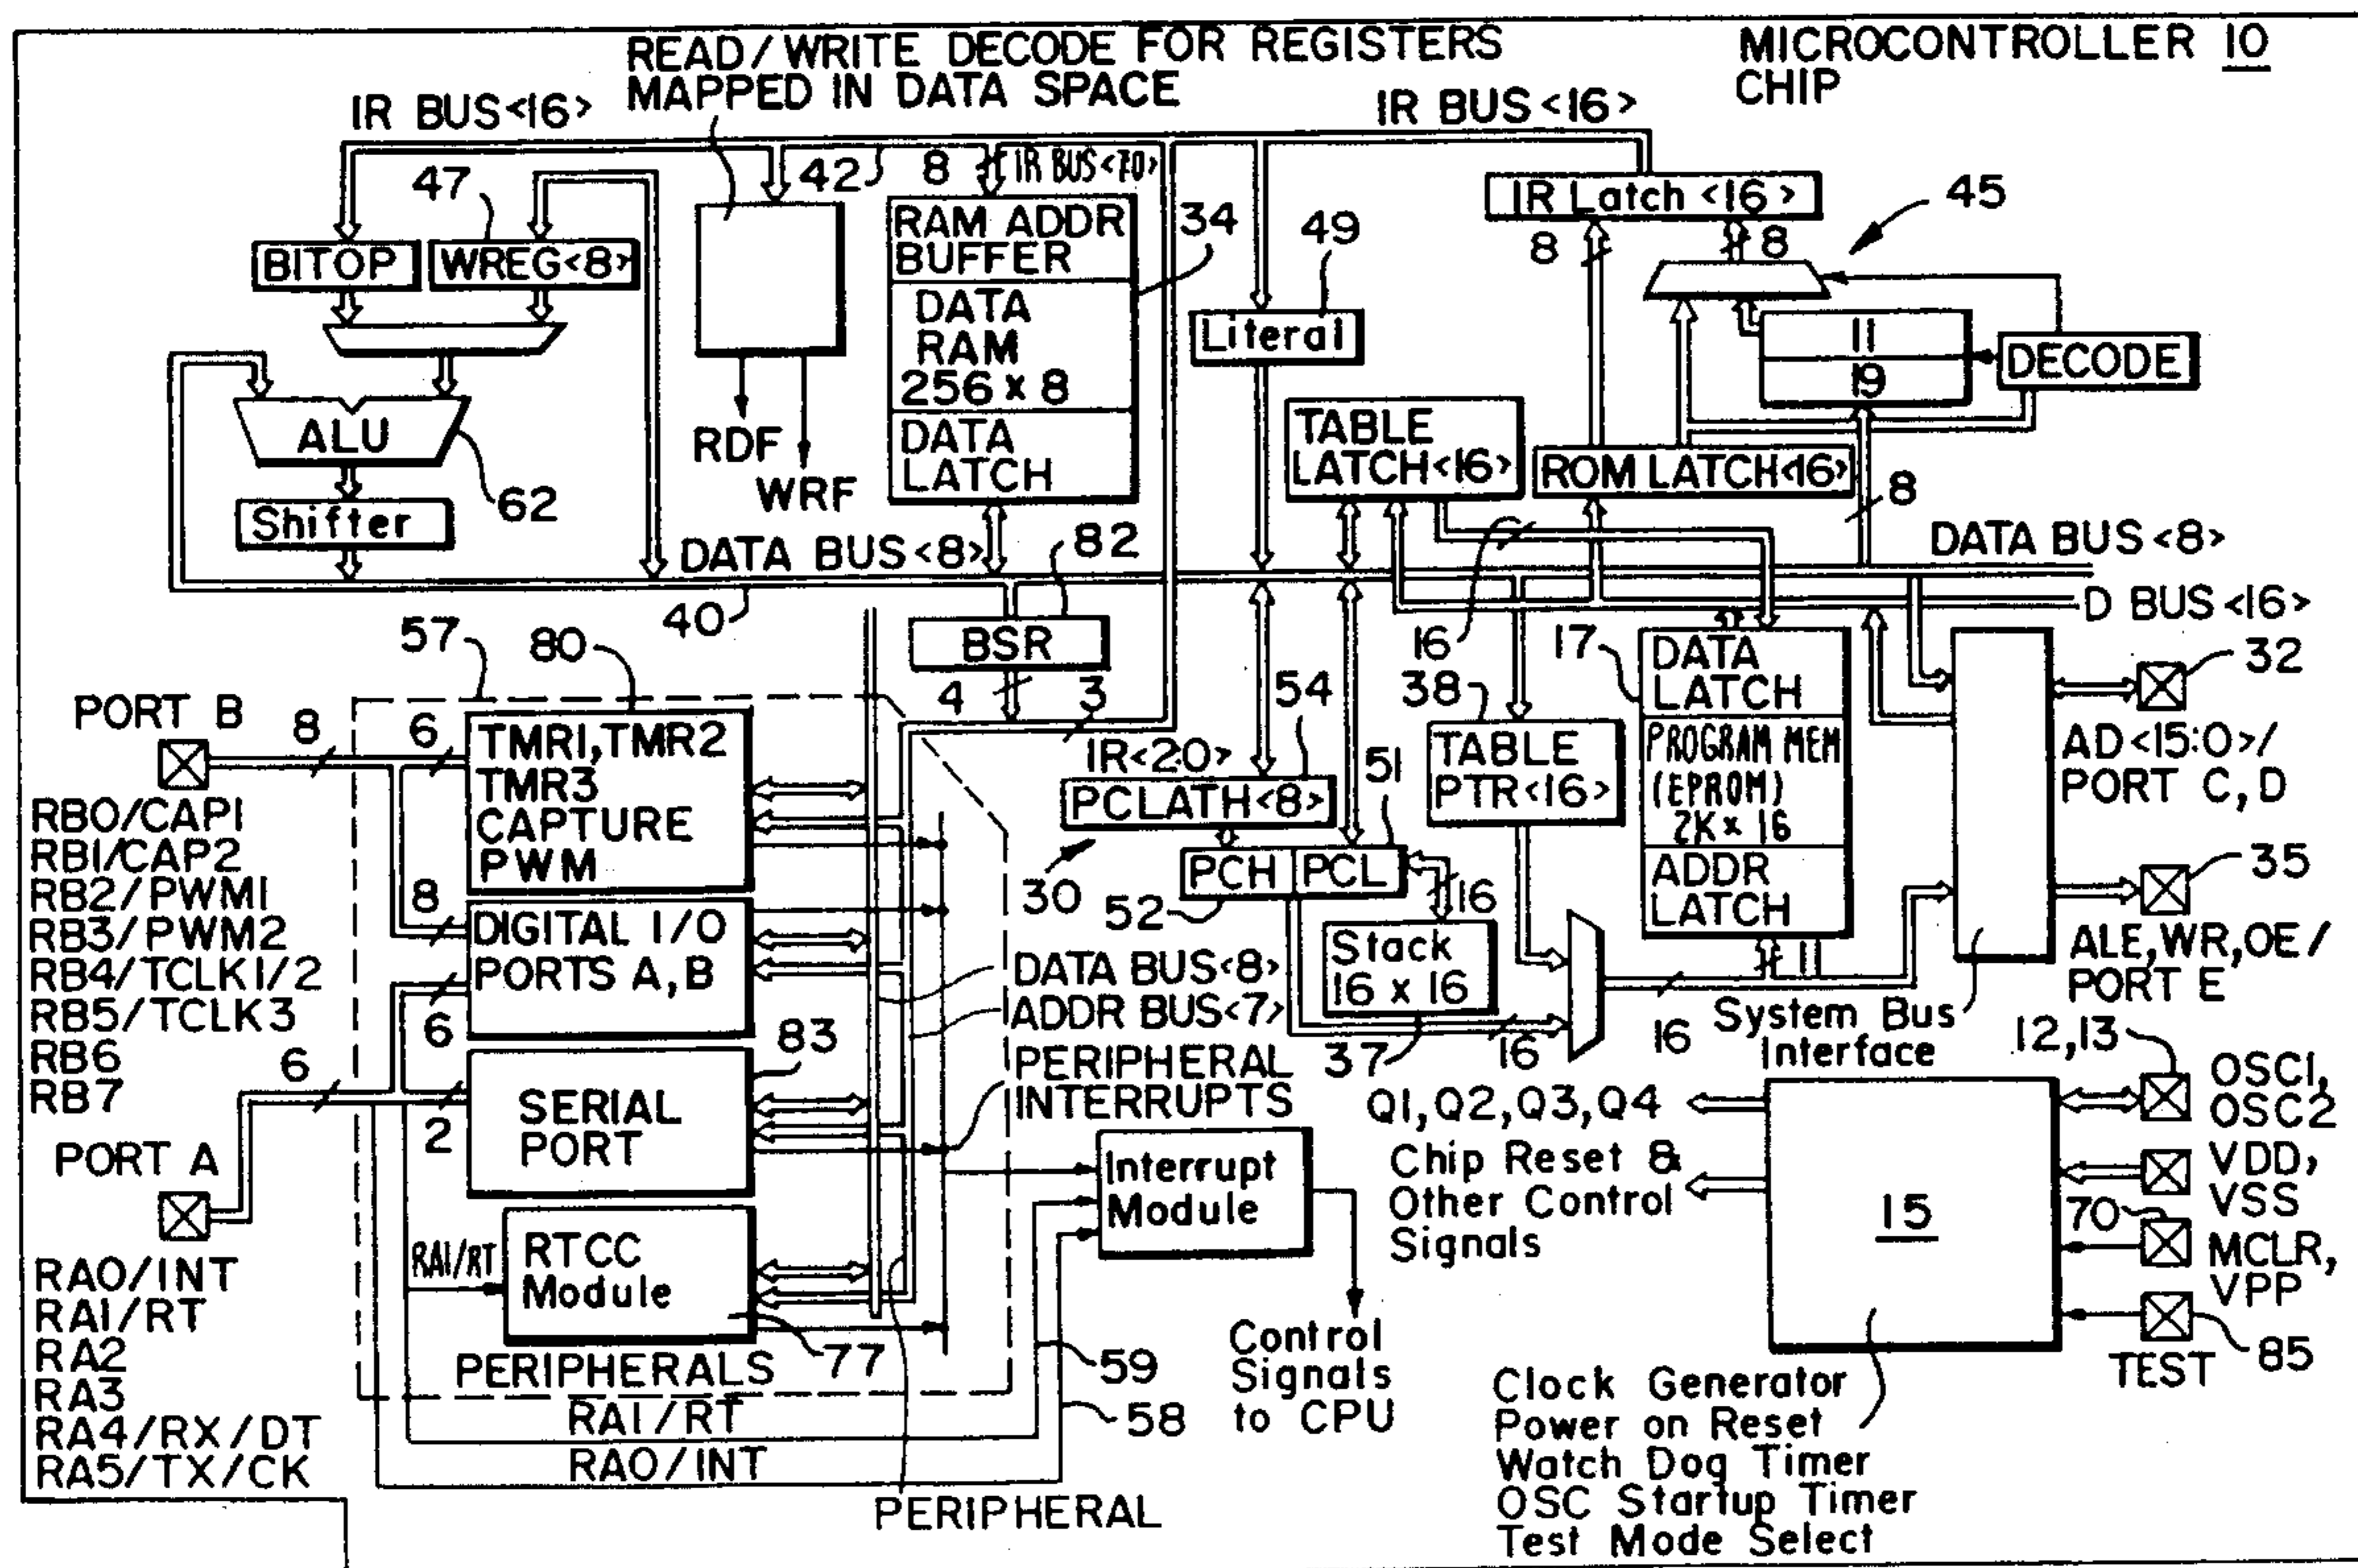 READ/WRITE DECODE FOR REGISTERS
MAPPED IN DATA SPACE
MICROCONTROLLER 10
CHIP
IR BUS<16>
IR BUS<16>
47
42
8
IR BUS<7:0>
BITOP
WREG<8>
RAM ADDR
BUFFER
DATA
RAM
256 x 8
DATA
LATCH
34
49
Literal
IR Latch <16>
45
8
8
11
19
DECODE
ALU
62
Shifter
RDF
WRF
TABLE
LATCH<16>
ROM LATCH<16>
8
DATA BUS<8>
82
DATA BUS<8>
D BUS<16>
40
BSR
4
3
16
57
80
PORT B
8
6
TMR1, TMR2
TMR3
CAPTURE
PWM
RB0/CAP1
RB1/CAP2
RB2/PWM1
RB3/PWM2
RB4/TCLK1/2
RB5/TCLK3
RB6
RB7
8
DIGITAL I/O
PORTS A, B
6
6
2
SERIAL
PORT
83
PORT A
RA0/INT
RA1/RT
RA2
RA3
RA4/RX/DT
RA5/TX/CK
RA1/RT
RTCC
Module
77
PERIPHERALS
RA1/RT
RA0/INT
PERIPHERAL
59
58
IR<2:0>
54
PCLATH<8>
51
30
PCH
PCL
52
16
Stack
16 x 16
37
16
DATA BUS<8>
ADDR BUS<7>
PERIPHERAL
INTERRUPTS
Interrupt
Module
Control
Signals
to CPU
38
TABLE
PTR<16>
17
DATA
LATCH
PROGRAM MEM
(EPROM)
2K x 16
ADDR
LATCH
11
16
System Bus
Interface
32
AD<15:0>/
PORT C, D
35
ALE, WR, OE/
PORT E
12,13
OSC1,
OSC2
VDD,
VSS
70
MCLR,
VPP
TEST
85
Q1, Q2, Q3, Q4
Chip Reset &
Other Control
Signals
15
Clock Generator
Power on Reset
Watch Dog Timer
OSC Startup Timer
Test Mode Select